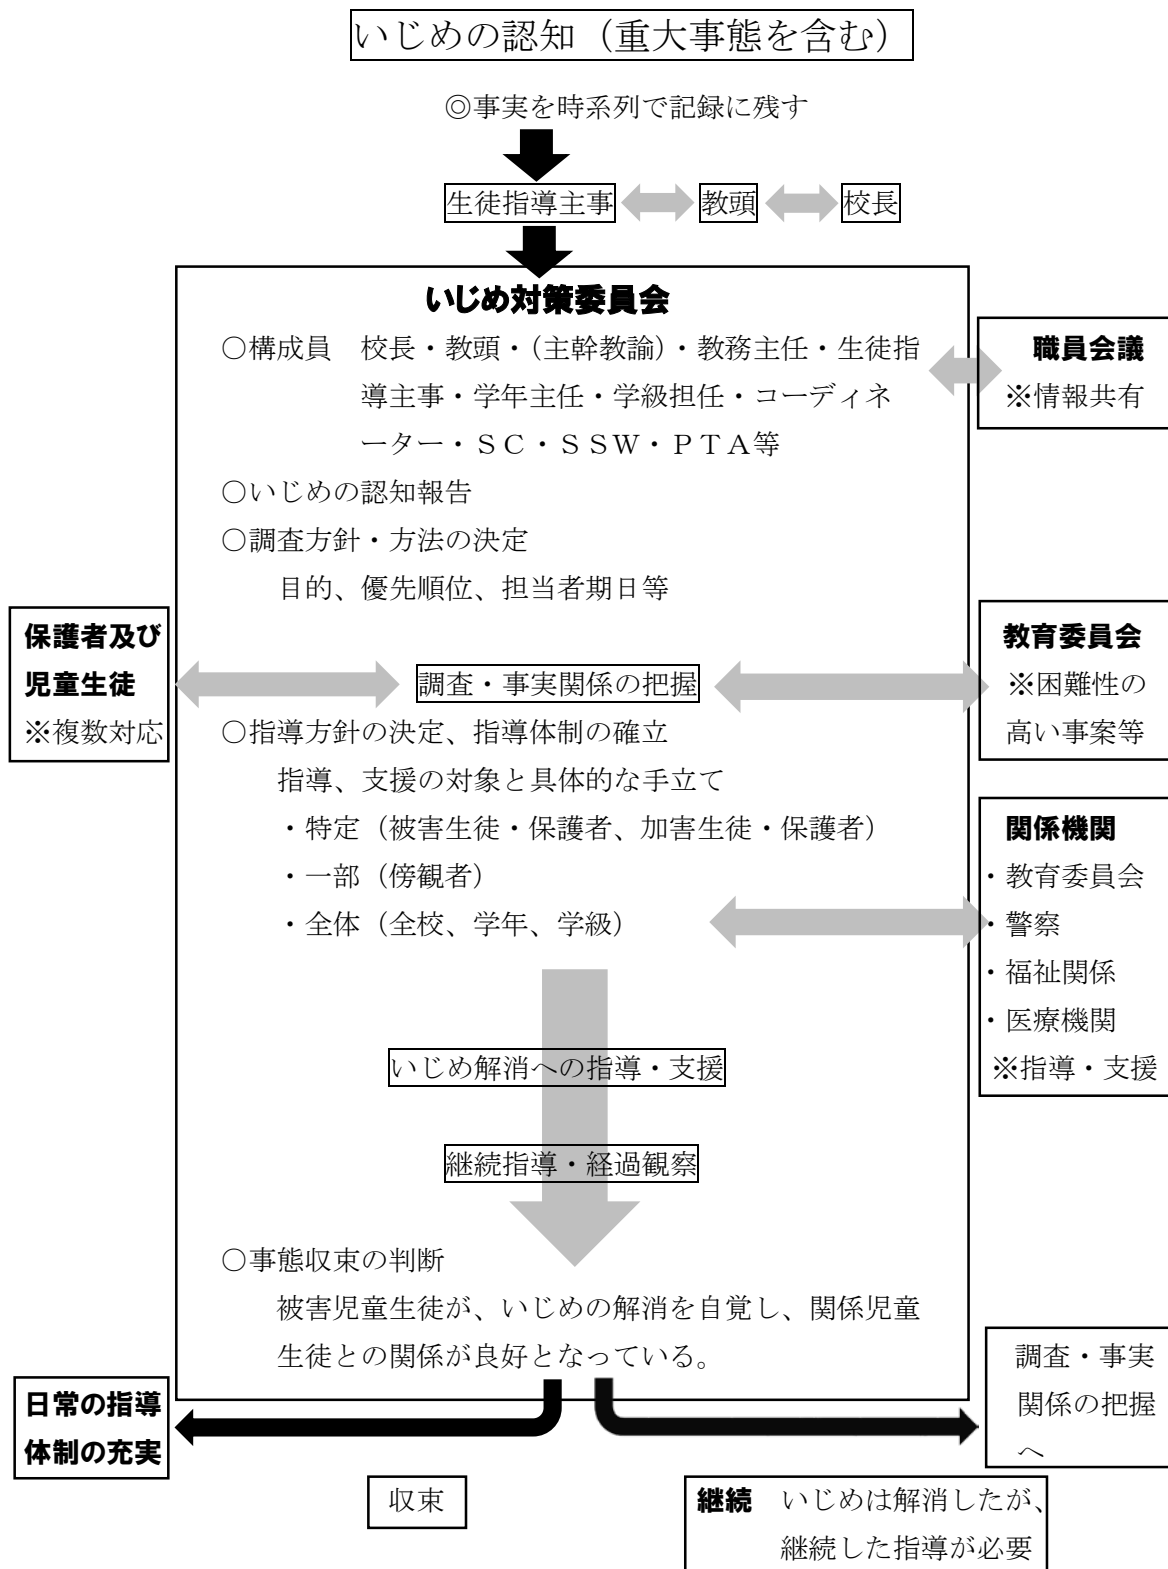 いじめの認知（重大事態を含む）
◎事実を時系列で記録に残す
生徒指導主事
教頭
校長
いじめ対策委員会
○構成員　校長・教頭・（主幹教諭）・教務主任・生徒指
導主事・学年主任・学級担任・コーディネ
ーター・ＳＣ・ＳＳＷ・ＰＴＡ等
職員会議
※情報共有
○いじめの認知報告
○調査方針・方法の決定
目的、優先順位、担当者期日等
保護者及び
児童生徒
※複数対応
調査・事実関係の把握
教育委員会
※困難性の
高い事案等
○指導方針の決定、指導体制の確立
指導、支援の対象と具体的な手立て
・特定（被害生徒・保護者、加害生徒・保護者）
・一部（傍観者）
・全体（全校、学年、学級）
関係機関
・教育委員会
・警察
・福祉関係
・医療機関
※指導・支援
いじめ解消への指導・支援
継続指導・経過観察
○事態収束の判断
被害児童生徒が、いじめの解消を自覚し、関係児童
生徒との関係が良好となっている。
日常の指導
体制の充実
調査・事実
関係の把握
へ
収束
継続　いじめは解消したが、
継続した指導が必要